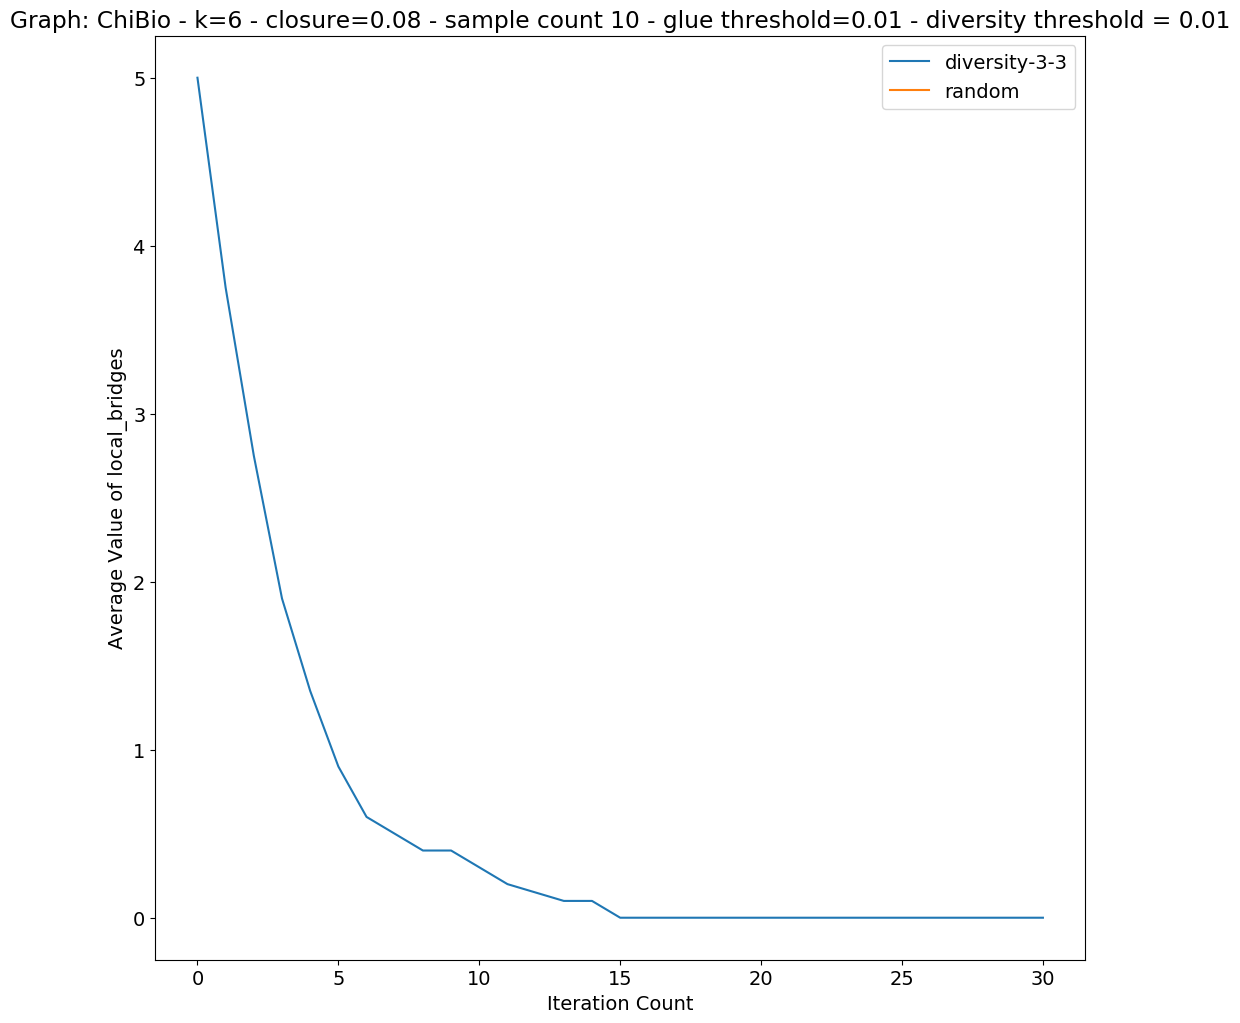 Graph: ChiBio - k=6 - closure=0.08 - sample count 10 - glue threshold=0.01 - diversity threshold = 0.01
diversity-3-3
random
5
4
3
2
1
0
Average Value of local_bridges
0 5 10 15 20 25 30
Iteration Count